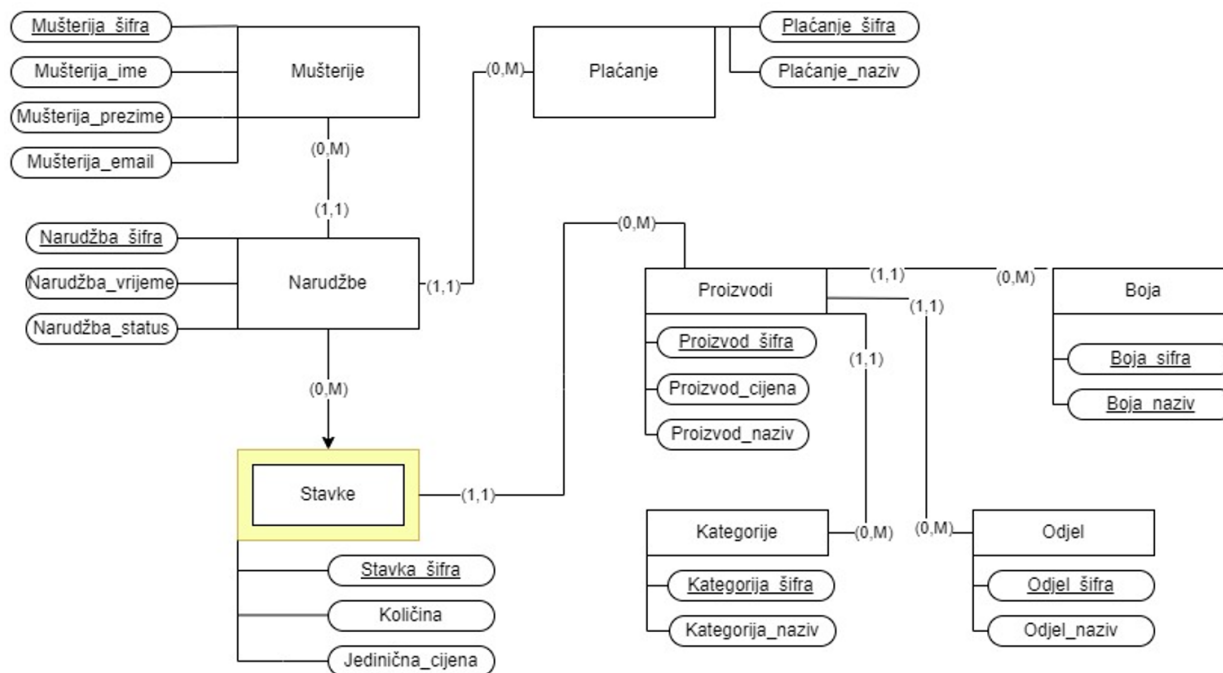 Mušterija_šifra
Mušterija_ime
Mušterija_prezime
Mušterija_email
Mušterije
(0,M)
Plaćanje
Plaćanje_šifra
Plaćanje_naziv
(0,M)
(1,1)
Narudžba_šifra
Narudžba_vrijeme
Narudžba_status
Narudžbe
(1,1)
(0,M)
Stavke
(1,1)
(0,M)
Stavka_šifra
Količina
Jedinična_cijena
Proizvodi
Proizvod_šifra
Proizvod_cijena
Proizvod_naziv
(1,1)
(0,M)
(1,1)
(1,1)
Boja
Boja_sifra
Boja_naziv
Kategorije
(0,M)
Kategorija_šifra
Kategorija_naziv
(0,M)
Odjel
Odjel_šifra
Odjel_naziv